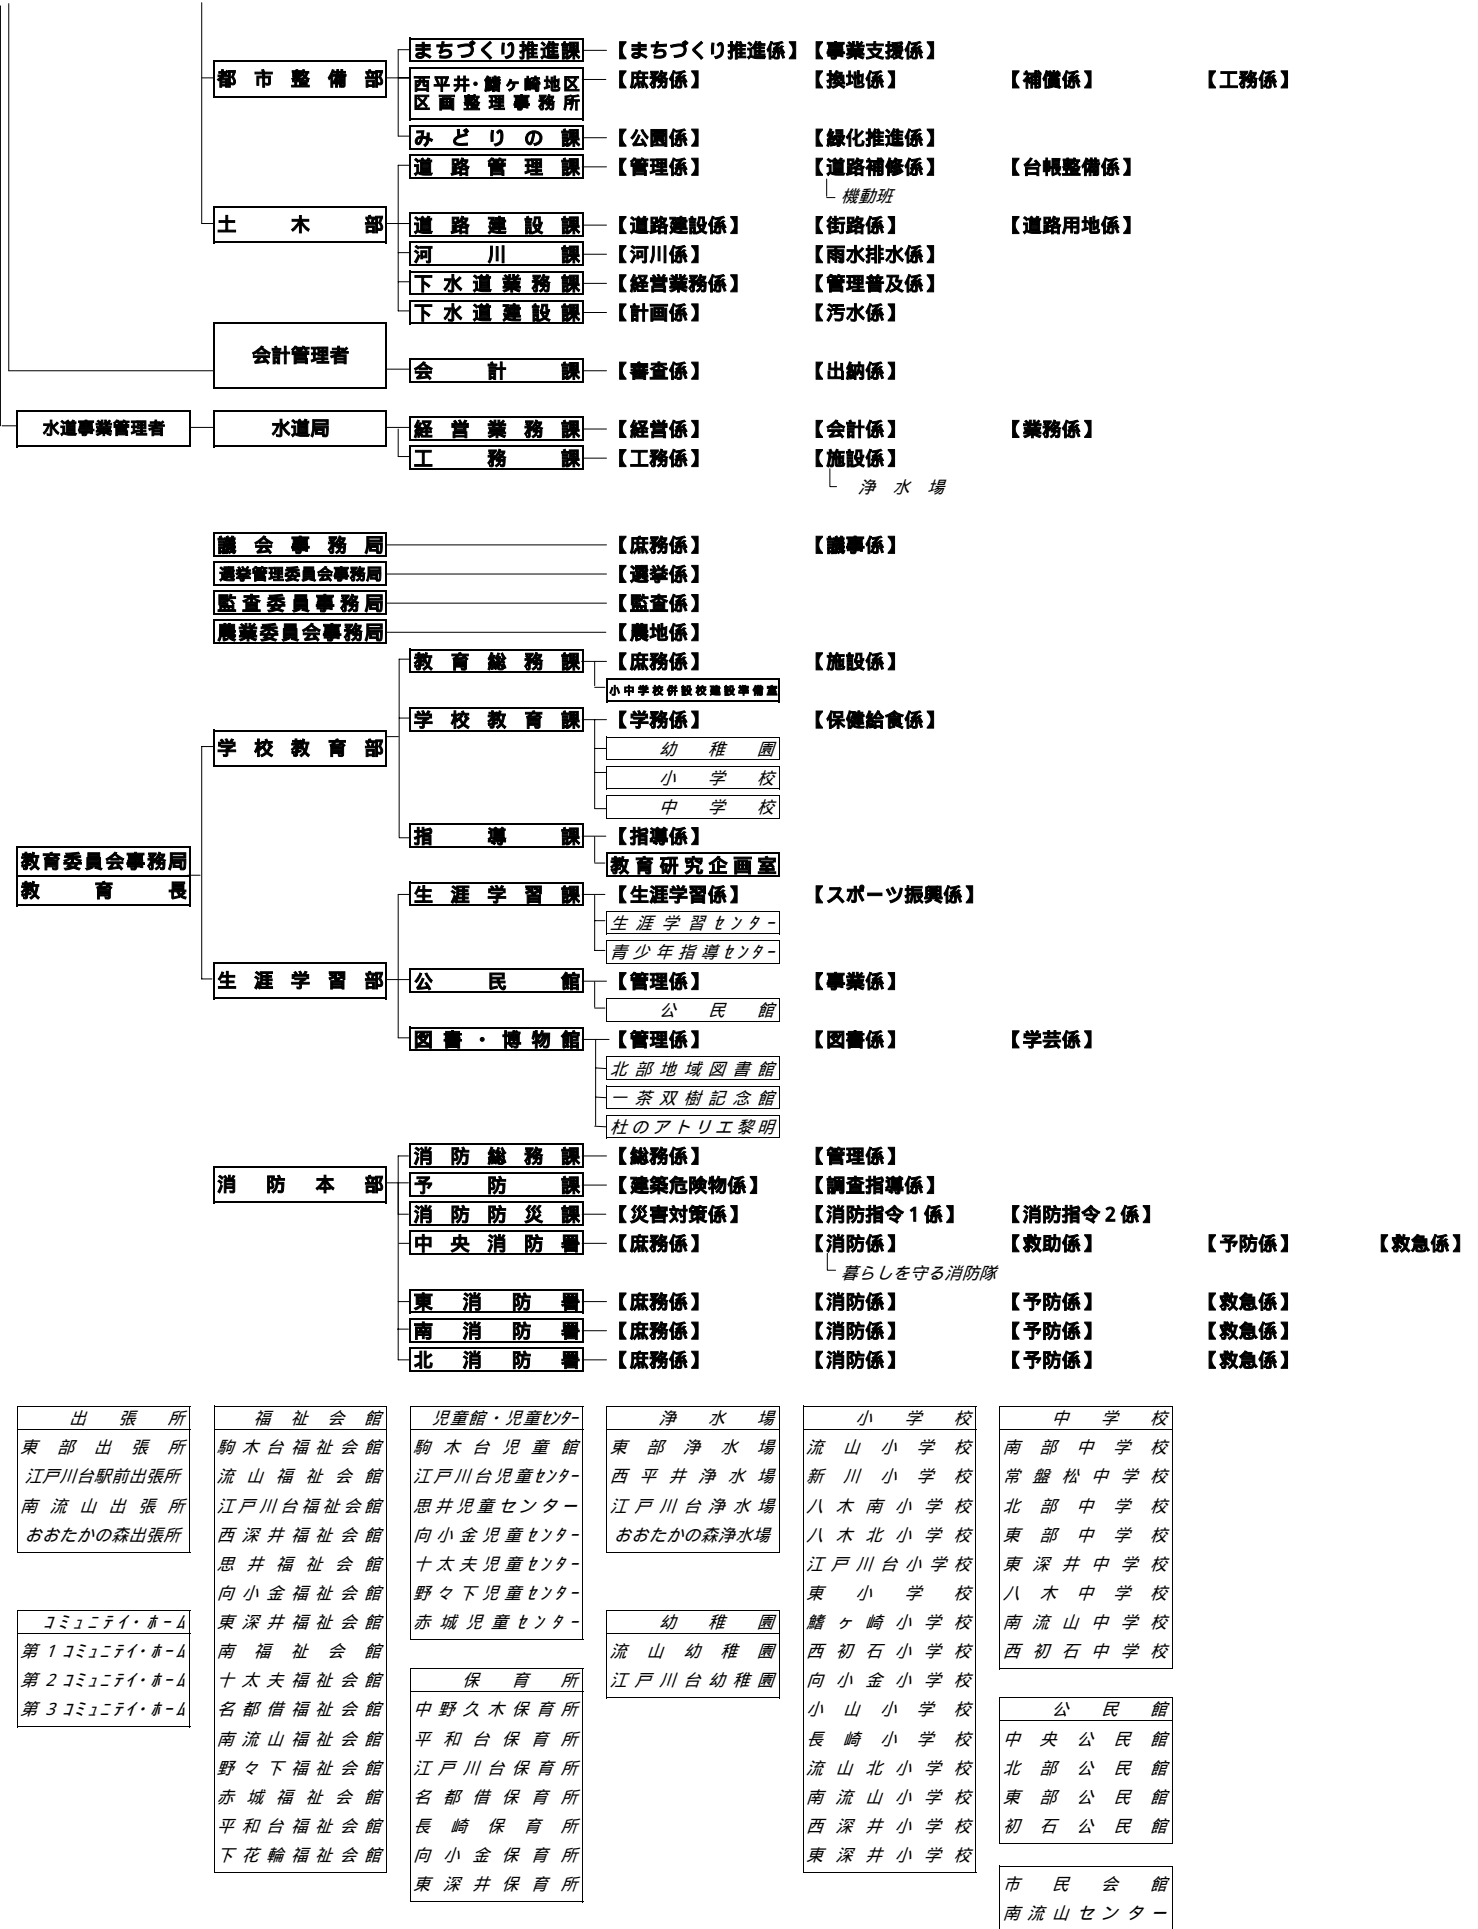 まちづくり推進課 【まちづくり推進係】 【事業支援係】
都市整備部 西平井・鰭ヶ崎地区 【庶務係】 【換地係】 【補償係】 【工務係】
区画整理事務所
みどりの課 【公園係】 【緑化推進係】
道路管理課 【管理係】 【道路補修係】 【台帳整備係】
機動班
土木部 道路建設課 【道路建設係】 【街路係】 【道路用地係】
河川課 【河川係】 【雨水排水係】
下水道業務課 【経営業務係】 【管理普及係】
下水道建設課 【計画係】 【汚水係】
会計管理者
会計課 【審査係】 【出納係】
水道事業管理者 水道局 経営業務課 【経営係】 【会計係】 【業務係】
工務課 【工務係】 【施設係】
浄水場
議会事務局 【庶務係】 【議事係】
選挙管理委員会事務局 【選挙係】
監査委員事務局 【監査係】
農業委員会事務局 【農地係】
教育総務課 【庶務係】 【施設係】
小中学校併設校建設準備室
学校教育課 【学務係】 【保健給食係】
学校教育部 幼稚園
小学校
中学校
指導課 【指導係】
教育委員会事務局 教育研究企画室
教育長
生涯学習課 【生涯学習係】 【スポーツ振興係】
生涯学習センター
青少年指導センター
生涯学習部 公民館 【管理係】 【事業係】
公民館
図書・博物館 【管理係】 【図書係】 【学芸係】
北部地域図書館
一茶双樹記念館
杜のアトリエ黎明
消防総務課 【総務係】 【管理係】
消防本部 予防課 【建築危険物係】 【調査指導係】
消防防災課 【災害対策係】 【消防指令1係】 【消防指令2係】
中央消防署 【庶務係】 【消防係】 【救助係】 【予防係】 【救急係】
暮らしを守る消防隊
東消防署 【庶務係】 【消防係】 【予防係】 【救急係】
南消防署 【庶務係】 【消防係】 【予防係】 【救急係】
北消防署 【庶務係】 【消防係】 【予防係】 【救急係】
出張所
東部出張所
江戸川台駅前出張所
南流山出張所
おおたかの森出張所
コミュニテイ・ホーム
第1コミュニテイ・ホーム
第2コミュニテイ・ホーム
第3コミュニテイ・ホーム
福祉会館
駒木台福祉会館
流山福祉会館
江戸川台福祉会館
西深井福祉会館
思井福祉会館
向小金福祉会館
東深井福祉会館
南福祉会館
十太夫福祉会館
名都借福祉会館
南流山福祉会館
野々下福祉会館
赤城福祉会館
平和台福祉会館
下花輪福祉会館
児童館・児童センター
駒木台児童館
江戸川台児童センター
思井児童センター
向小金児童センター
十太夫児童センター
野々下児童センター
赤城児童センター
保育所
中野久木保育所
平和台保育所
江戸川台保育所
名都借保育所
長崎保育所
向小金保育所
東深井保育所
浄水場
東部浄水場
西平井浄水場
江戸川台浄水場
おおたかの森浄水場
幼稚園
流山幼稚園
江戸川台幼稚園
小学校
流山小学校
新川小学校
八木南小学校
八木北小学校
江戸川台小学校
東小学校
鰭ヶ崎小学校
西初石小学校
向小金小学校
小山小学校
長崎小学校
流山北小学校
南流山小学校
西深井小学校
東深井小学校
中学校
南部中学校
常盤松中学校
北部中学校
東部中学校
東深井中学校
八木中学校
南流山中学校
西初石中学校
公民館
中央公民館
北部公民館
東部公民館
初石公民館
市民会館
南流山センター